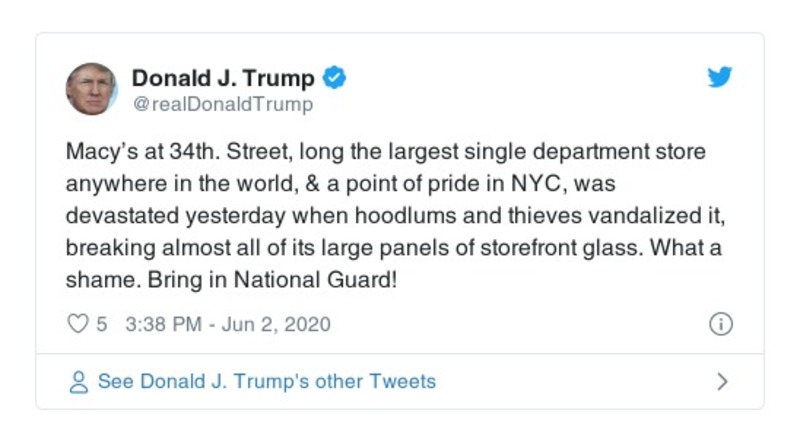 Donald J. Trump
@realDonaldTrump
Macy's at 34th. Street, long the largest single department store
anywhere in the world, & a point of pride in NYC, was
devastated yesterday when hoodlums and thieves vandalized it,
breaking almost all of its large panels of storefront glass. What a
shame. Bring in National Guard!
5 3:38 PM - Jun 2, 2020
See Donald J. Trump's other Tweets